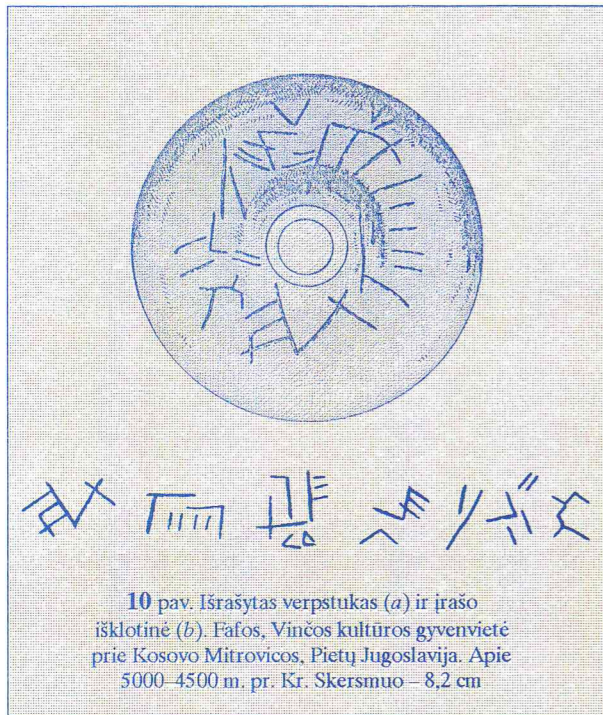 10 pav. Išrašytas verpstukas (a) ir įrašo
išklotinė (b). Fafos, Vinčos kultūros gyvenvietė
prie Kosovo Mitrovicos, Pietų Jugoslavija. Apie
5000–4500 m. pr. Kr. Skersmuo – 8,2 cm